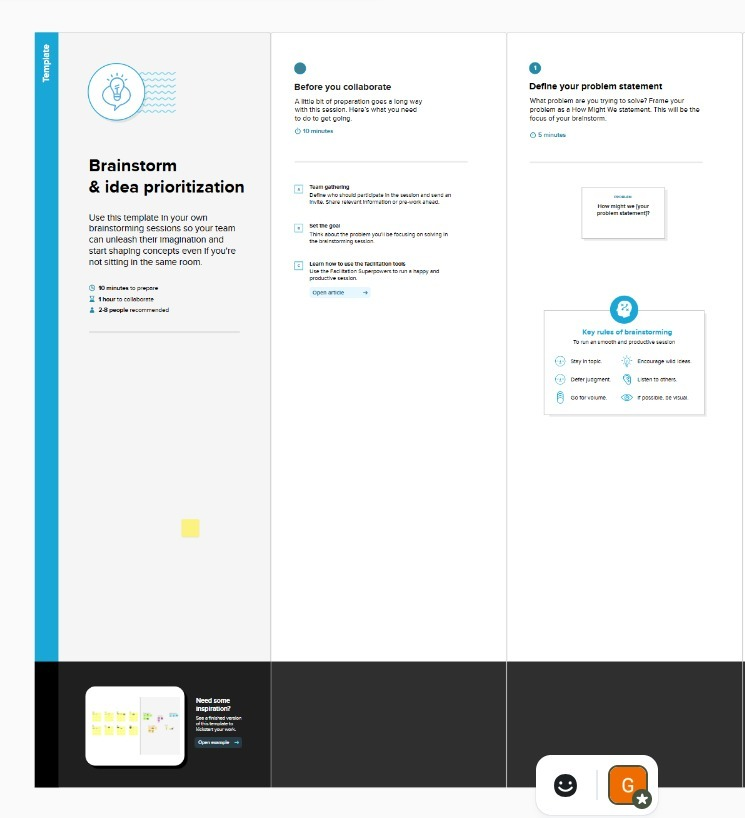 Template
Brainstorm
& idea prioritization
Use this template in your own
brainstorming sessions so your team
can unleash their imagination and
start shaping concepts even if you're
not sitting in the same room.
10 minutes to prepare
1 hour to collaborate
2-8 people recommended
Need some
inspiration?
See a finished version
of this template to
kickstart your work.
Open example →
Before you collaborate
A little bit of preparation goes a long way
with this session. Here's what you need
to do to get going.
10 minutes
A
Team gathering
Define who should participate in the session and send an
invite. Share relevant information or pre-work ahead.
B
Set the goal
Think about the problem you'll be focusing on solving in
the brainstorming session.
C
Learn how to use the facilitation tools
Use the Facilitation Superpowers to run a happy and
productive session.
Open article →
1
Define your problem statement
What problem are you trying to solve? Frame your
problem as a How Might We statement. This will be the
focus of your brainstorm.
5 minutes
PROBLEM
How might we [your
problem statement]?
Key rules of brainstorming
To run an smooth and productive session
Stay in topic.
Encourage wild ideas.
Defer judgment.
Listen to others.
Go for volume.
If possible, be visual.
G